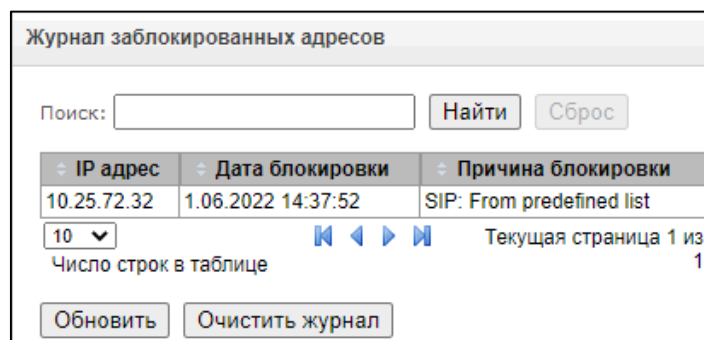 Журнал заблокированных адресов
Поиск: Найти Сброс
IP адрес Дата блокировки Причина блокировки
10.25.72.32 1.06.2022 14:37:52 SIP: From predefined list
10 Текущая страница 1 из
Число строк в таблице 1
Обновить Очистить журнал